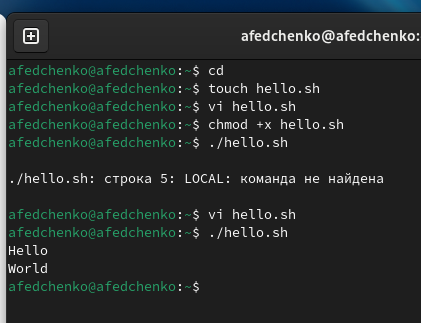 afedchenko@afedchenko:
afedchenko@afedchenko:~$ cd
afedchenko@afedchenko:~$ touch hello.sh
afedchenko@afedchenko:~$ vi hello.sh
afedchenko@afedchenko:~$ chmod +x hello.sh
afedchenko@afedchenko:~$ ./hello.sh
./hello.sh: строка 5: LOCAL: команда не найдена
afedchenko@afedchenko:~$ vi hello.sh
afedchenko@afedchenko:~$ ./hello.sh
Hello
World
afedchenko@afedchenko:~$